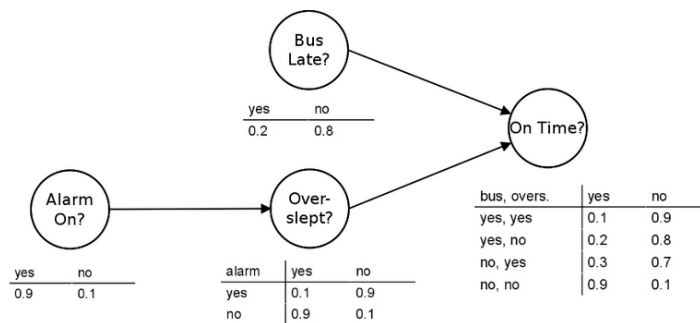 Bus
Late?
yes no
0.2 0.8
On Time?
Alarm
On?
yes no
0.9 0.1
Over-
slept?
alarm yes no
yes 0.1 0.9
no 0.9 0.1
bus, overs. yes no
yes, yes 0.1 0.9
yes, no 0.2 0.8
no, yes 0.3 0.7
no, no 0.9 0.1